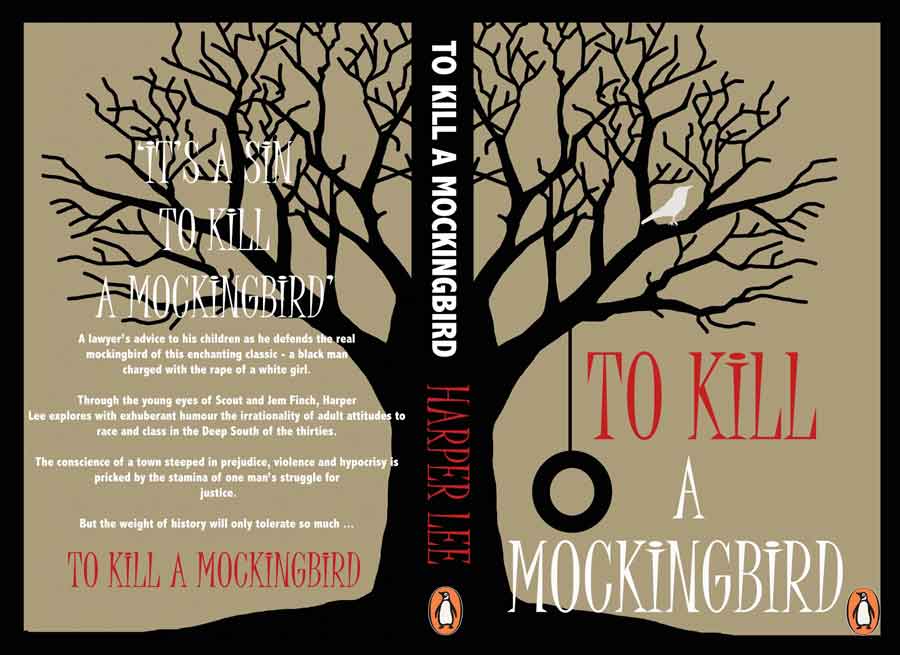 'iT'S A SiN
TO KiLL
A MOCKiNGBiRD'
A lawyer's advice to his children as he defends the real
mockingbird of this enchanting classic - a black man
charged with the rape of a white girl.
Through the young eyes of Scout and Jem Finch, Harper
Lee explores with exhuberant humour the irrationality of adult attitudes to
race and class in the Deep South of the thirties.
The conscience of a town steeped in prejudice, violence and hypocrisy is
pricked by the stamina of one man's struggle for
justice.
But the weight of history will only tolerate so much ...
TO KiLL A MOCKiNGBiRD
TO KILL A MOCKINGBIRD
HARPER LEE
TO KiLL
A
MOCKiNGBiRD